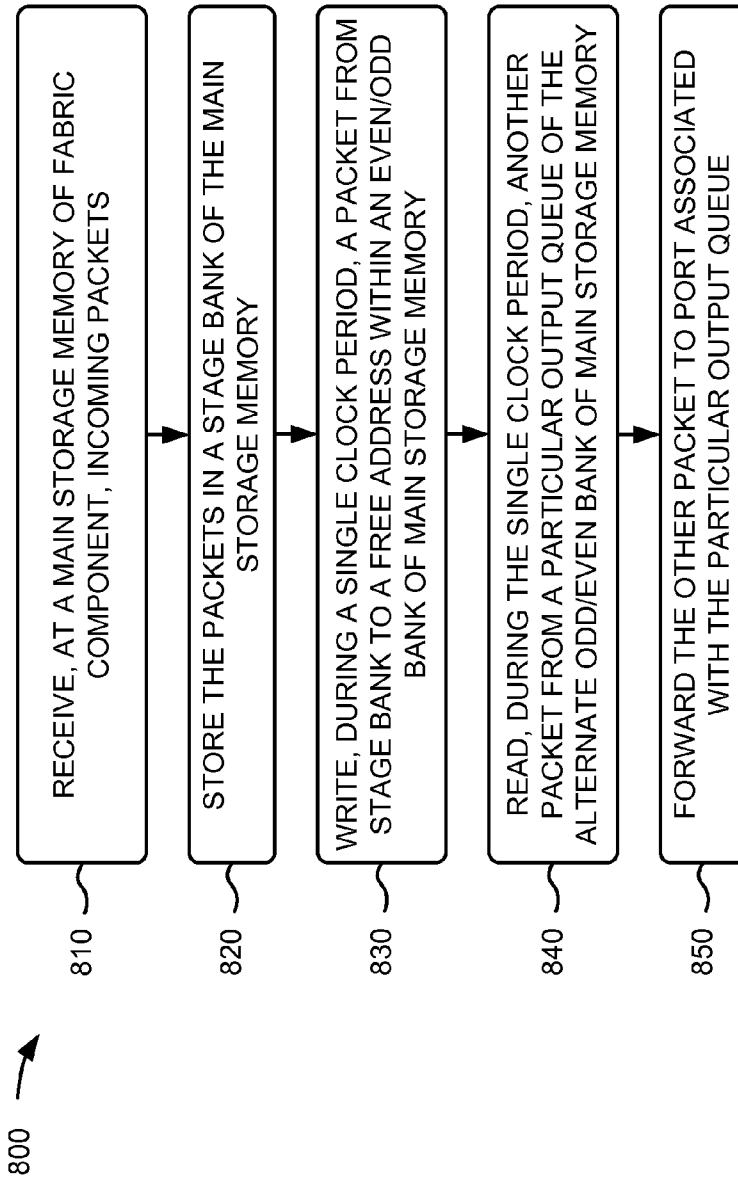 800
810
RECEIVE, AT A MAIN STORAGE MEMORY OF FABRIC
COMPONENT, INCOMING PACKETS
820
STORE THE PACKETS IN A STAGE BANK OF THE MAIN
STORAGE MEMORY
830
WRITE, DURING A SINGLE CLOCK PERIOD, A PACKET FROM
STAGE BANK TO A FREE ADDRESS WITHIN AN EVEN/ODD
BANK OF MAIN STORAGE MEMORY
840
READ, DURING THE SINGLE CLOCK PERIOD, ANOTHER
PACKET FROM A PARTICULAR OUTPUT QUEUE OF THE
ALTERNATE ODD/EVEN BANK OF MAIN STORAGE MEMORY
850
FORWARD THE OTHER PACKET TO PORT ASSOCIATED
WITH THE PARTICULAR OUTPUT QUEUE